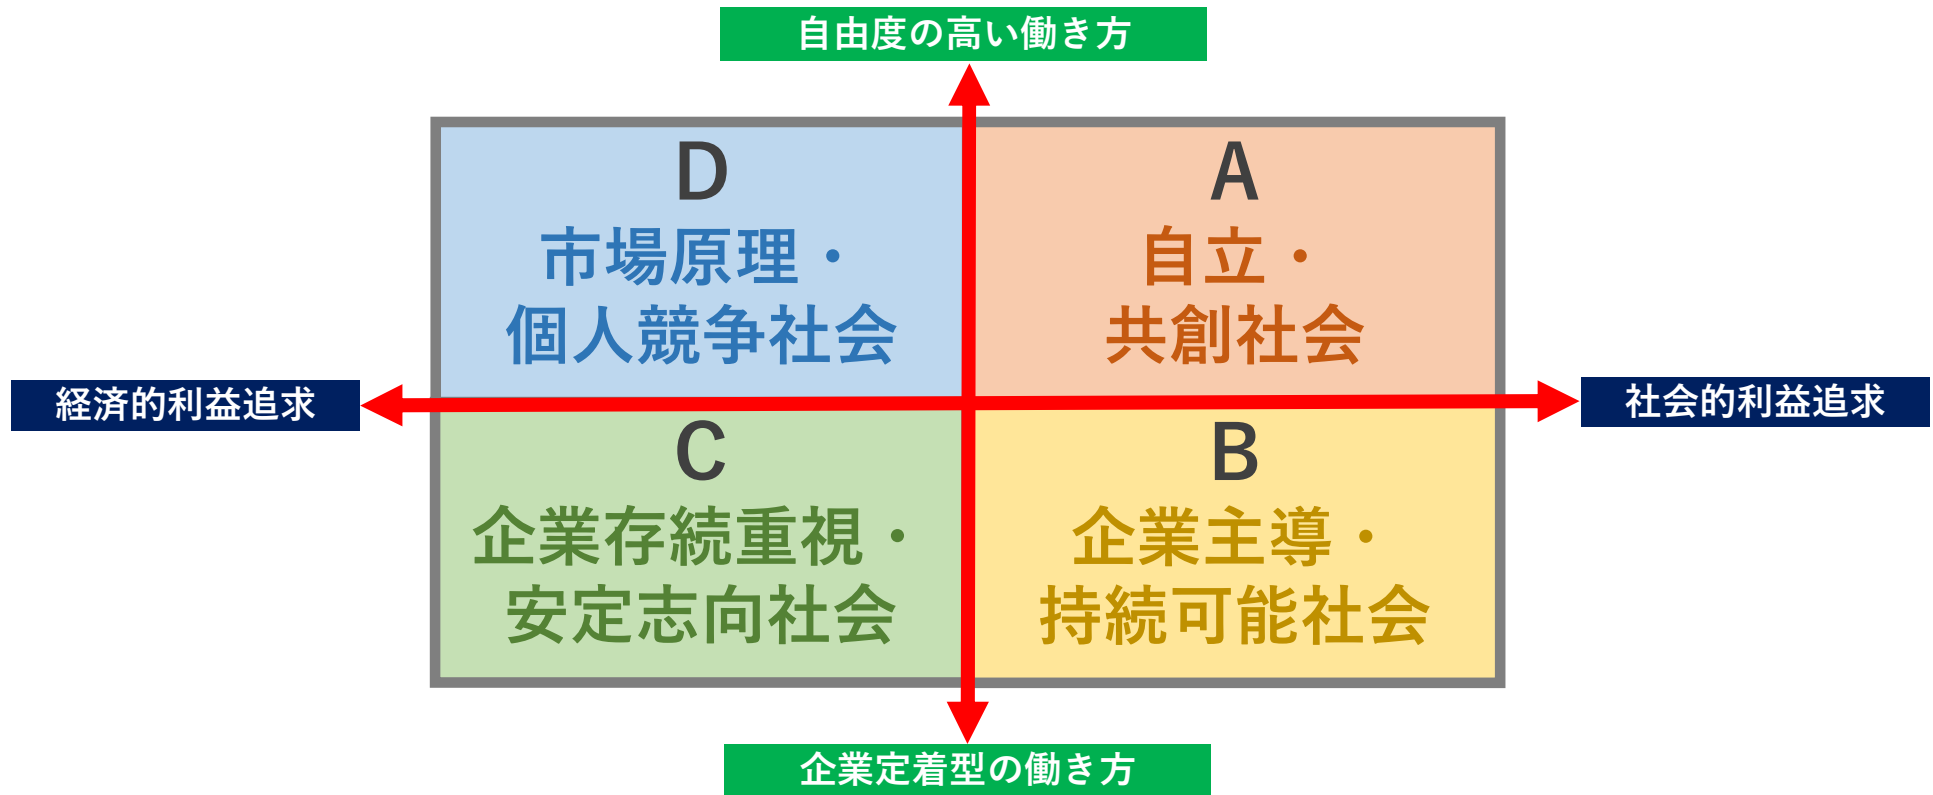 自由度の高い働き方
D
市場原理・
個人競争社会
A
自立・
共創社会
経済的利益追求
社会的利益追求
C
企業存続重視・
安定志向社会
B
企業主導・
持続可能社会
企業定着型の働き方